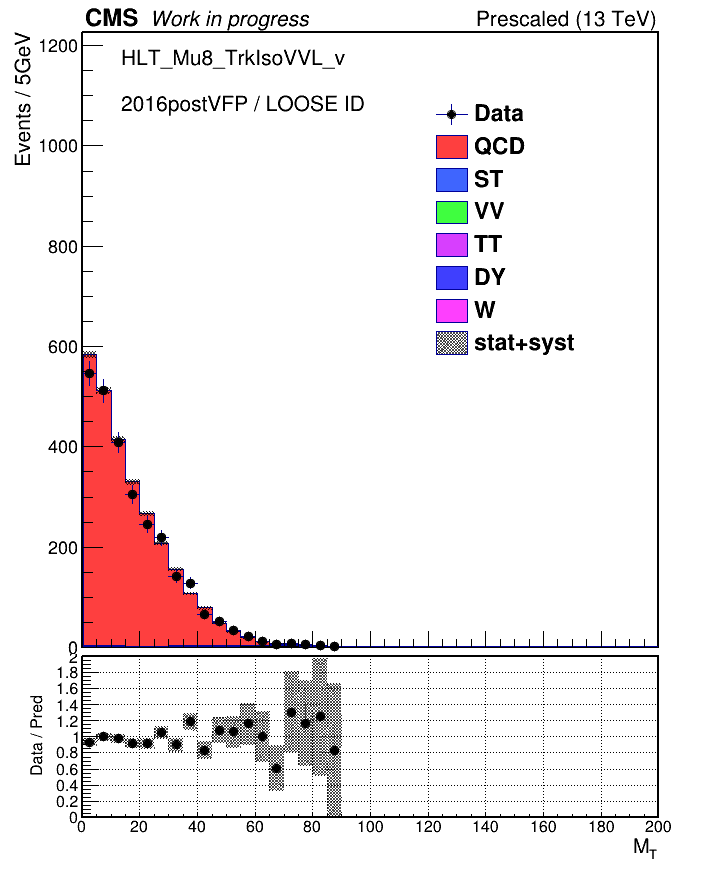 CMS Work in progress Prescaled (13 TeV)
Events / 5GeV
HLT_Mu8_TrkIsoVVL_v
2016postVFP / LOOSE ID
Data
QCD
ST
VV
TT
DY
W
stat+syst
1200
1000
800
600
400
200
0
Data / Pred
2
1.8
1.6
1.4
1.2
1
0.8
0.6
0.4
0.2
0
0 20 40 60 80 100 120 140 160 180 200
M_T